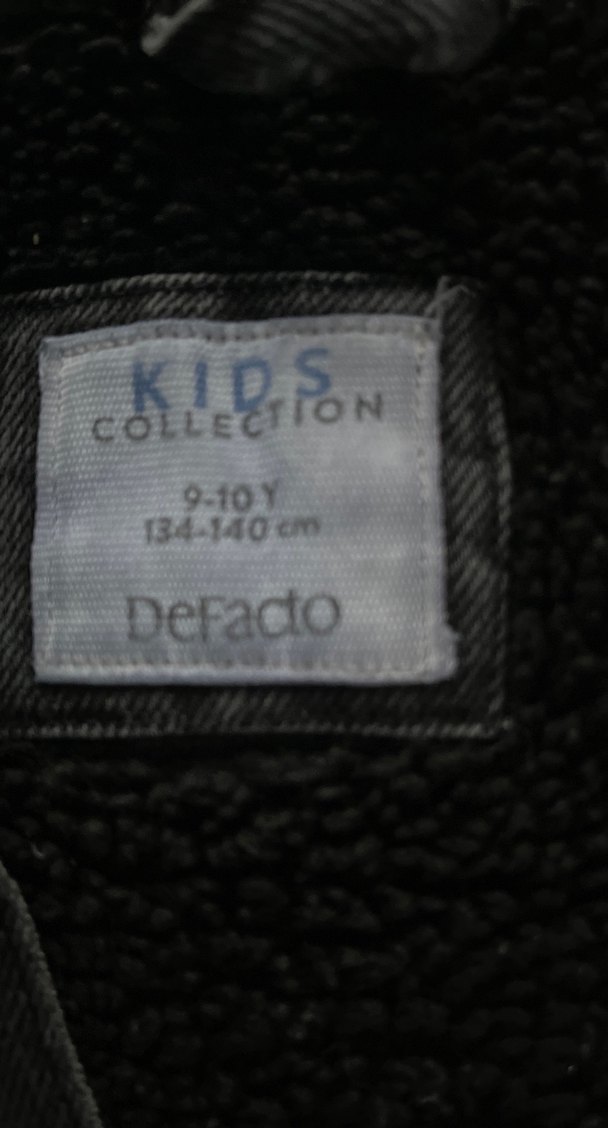 KIDS
COLLECTION
9-10 Y
134-140 cm
DeFacto